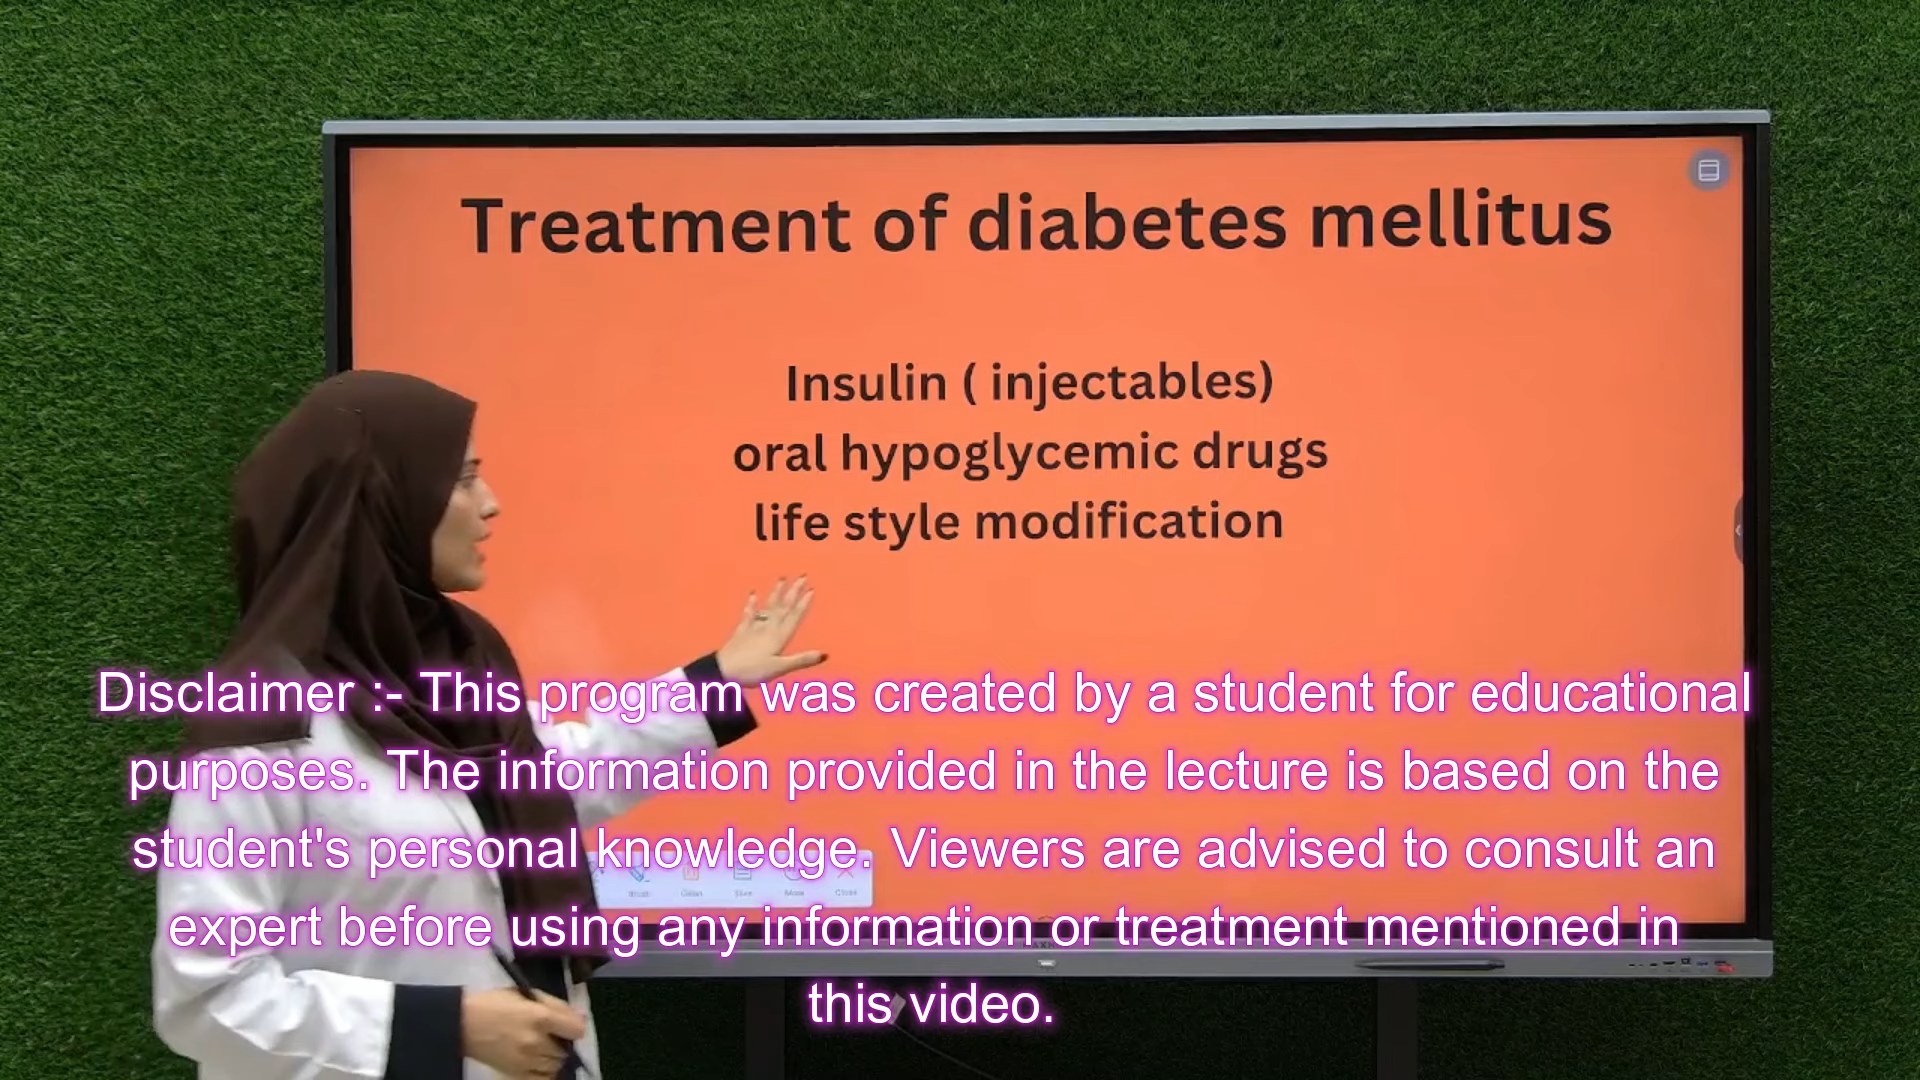 Treatment of diabetes mellitus
Insulin ( injectables)
oral hypoglycemic drugs
life style modification
Disclaimer :- This program was created by a student for educational
purposes. The information provided in the lecture is based on the
student's personal knowledge. Viewers are advised to consult an
expert before using any information or treatment mentioned in
this video.
More Close